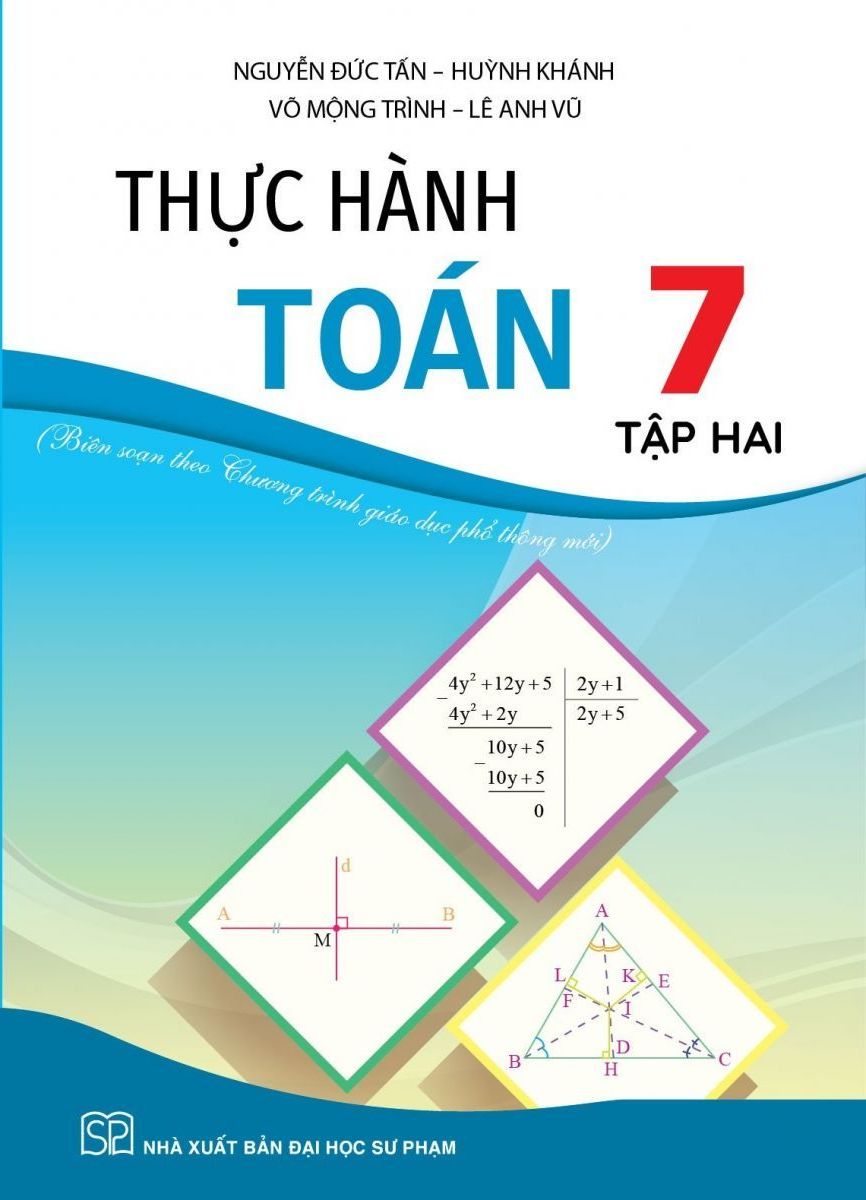 NGUYỄN ĐỨC TẤN – HUỲNH KHÁNH
VÕ MỘNG TRÌNH – LÊ ANH VŨ
THỰC HÀNH
TOÁN 7
TẬP HAI
(Biên soạn theo Chương trình giáo dục phổ thông mới)
4y² +12y+5 2y+1
− 4y² + 2y 2y+5
10y + 5
− 10y + 5
0
d
A B
M
A
L K E
F I
B D C
H
SP NHÀ XUẤT BẢN ĐẠI HỌC SƯ PHẠM